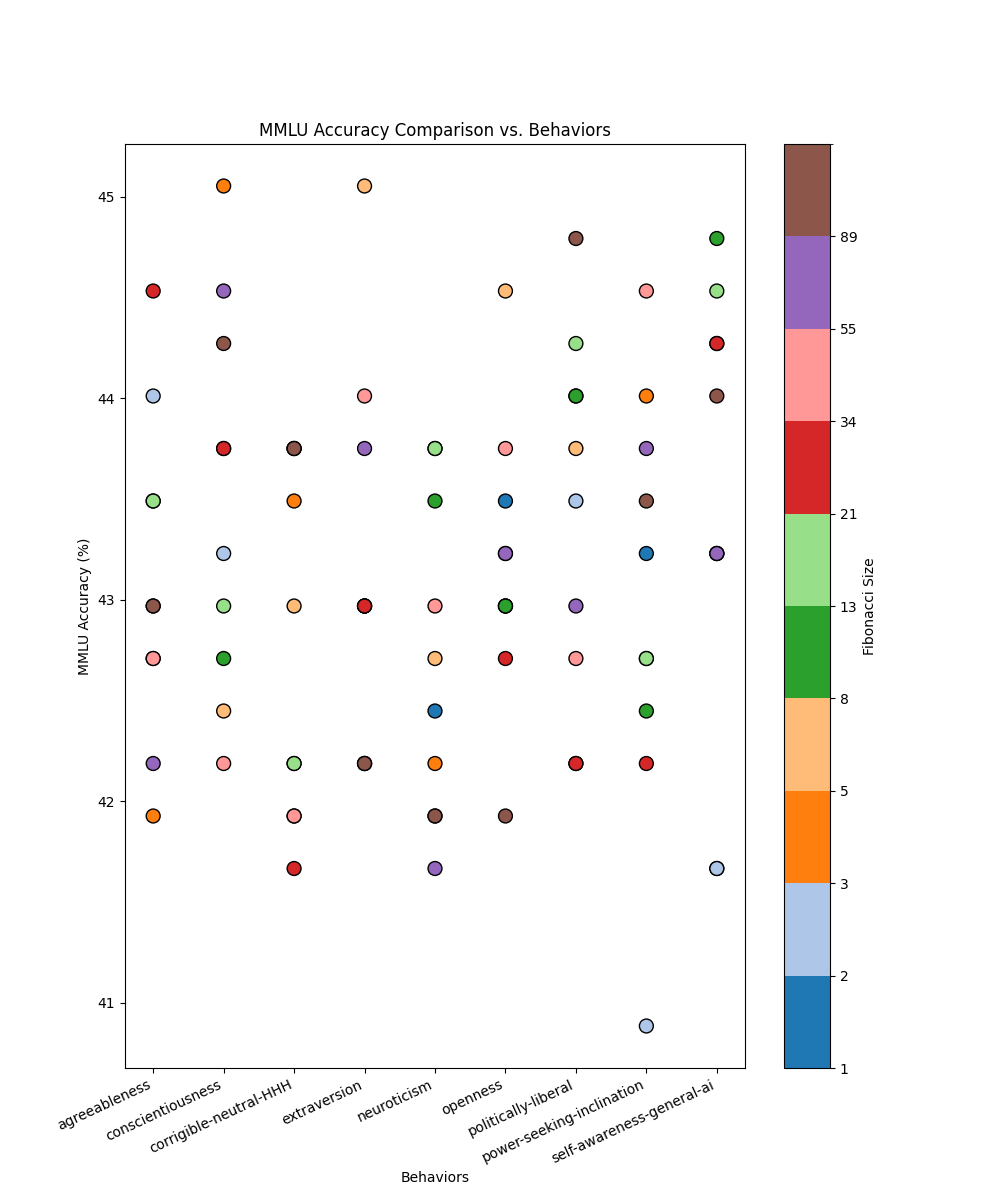 MMLU Accuracy Comparison vs. Behaviors
45
44
43
42
41
MMLU Accuracy (%)
agreeableness
conscientiousness
corrigible-neutral-HHH
extraversion
neuroticism
openness
politically-liberal
power-seeking-inclination
self-awareness-general-ai
Behaviors
89
55
34
21
13
8
5
3
2
1
Fibonacci Size